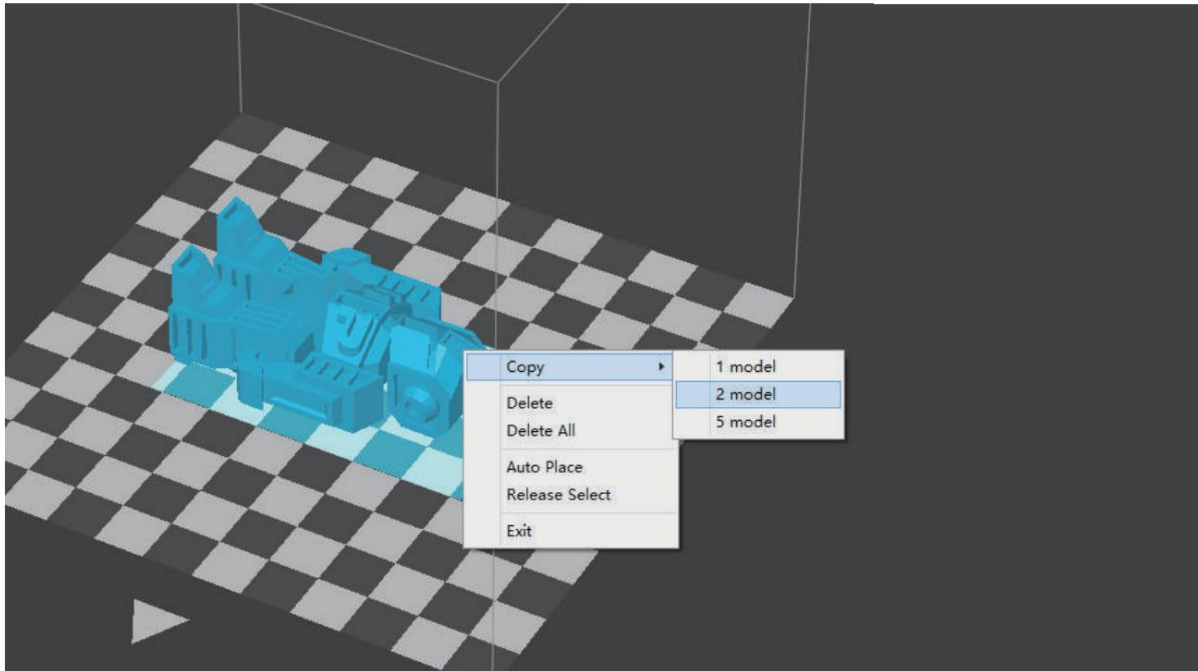 Copy
1 model
2 model
5 model
Delete
Delete All
Auto Place
Release Select
Exit